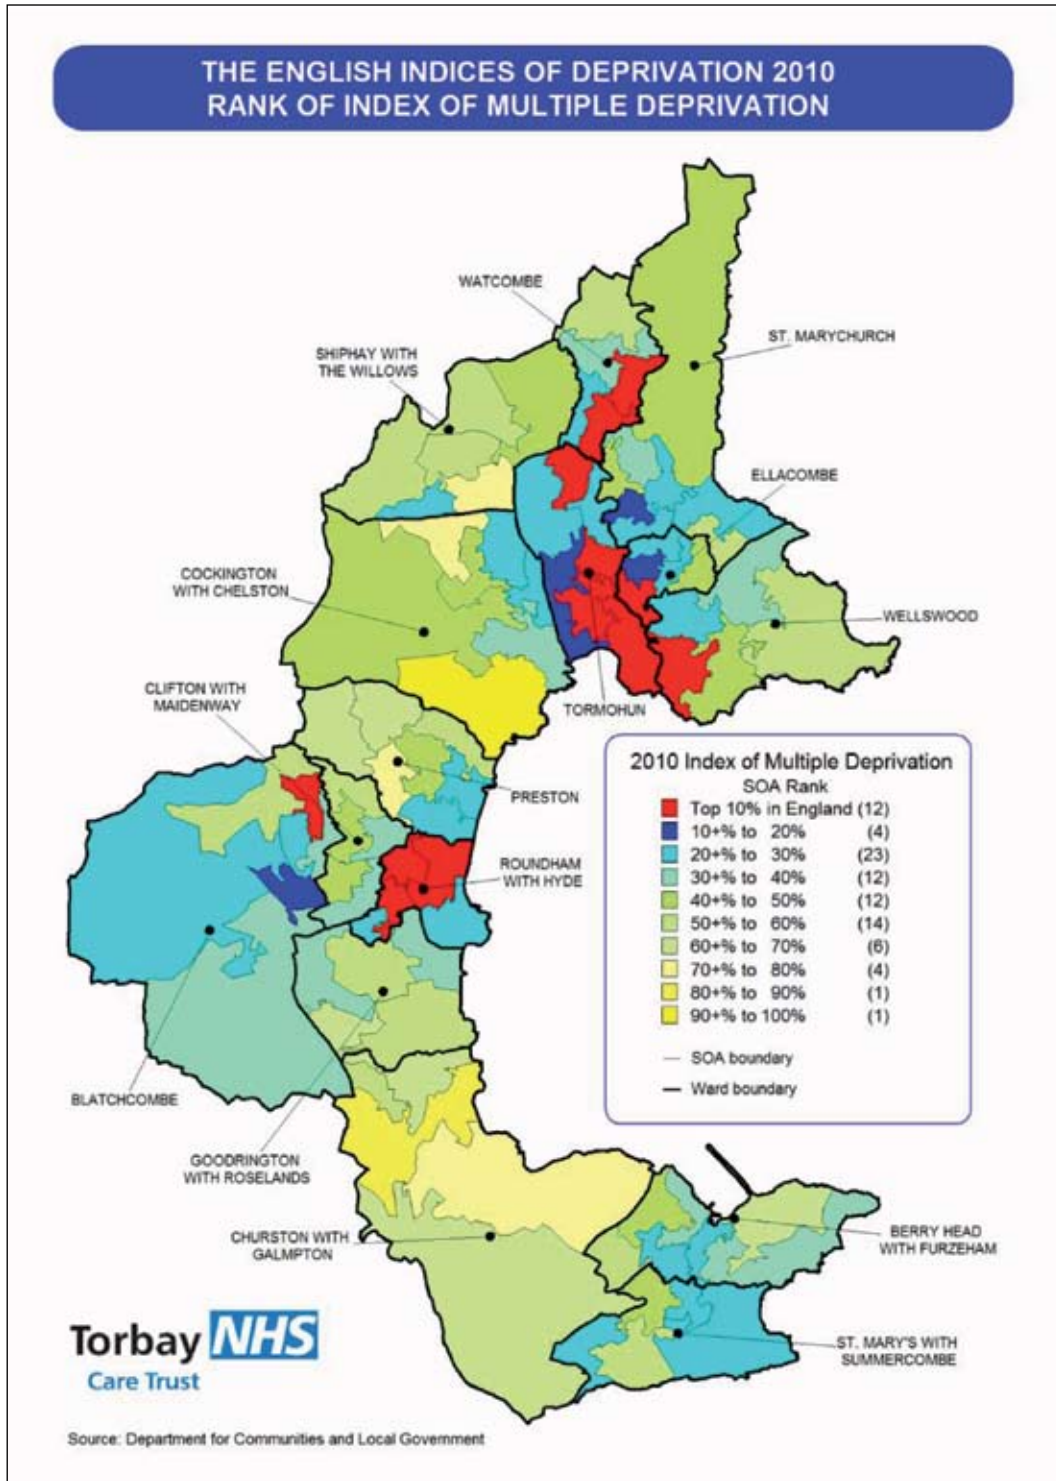 THE ENGLISH INDICES OF DEPRIVATION 2010
RANK OF INDEX OF MULTIPLE DEPRIVATION
WATCOMBE
ST. MARYCHURCH
SHIPHAY WITH
THE WILLOWS
ELLACOMBE
COCKINGTON
WITH CHELSTON
WELLSWOOD
CLIFTON WITH
MAIDENWAY
TORMOHUN
PRESTON
ROUNDHAM
WITH HYDE
2010 Index of Multiple Deprivation
SOA Rank
Top 10% in England (12)
10+% to 20% (4)
20+% to 30% (23)
30+% to 40% (12)
40+% to 50% (12)
50+% to 60% (14)
60+% to 70% (6)
70+% to 80% (4)
80+% to 90% (1)
90+% to 100% (1)
SOA boundary
Ward boundary
BLATCHCOMBE
GOODRINGTON
WITH ROSELANDS
CHURSTON WITH
GALMPTON
BERRY HEAD
WITH FURZEHAM
ST. MARY'S WITH
SUMMERCOMBE
Torbay NHS
Care Trust
Source: Department for Communities and Local Government